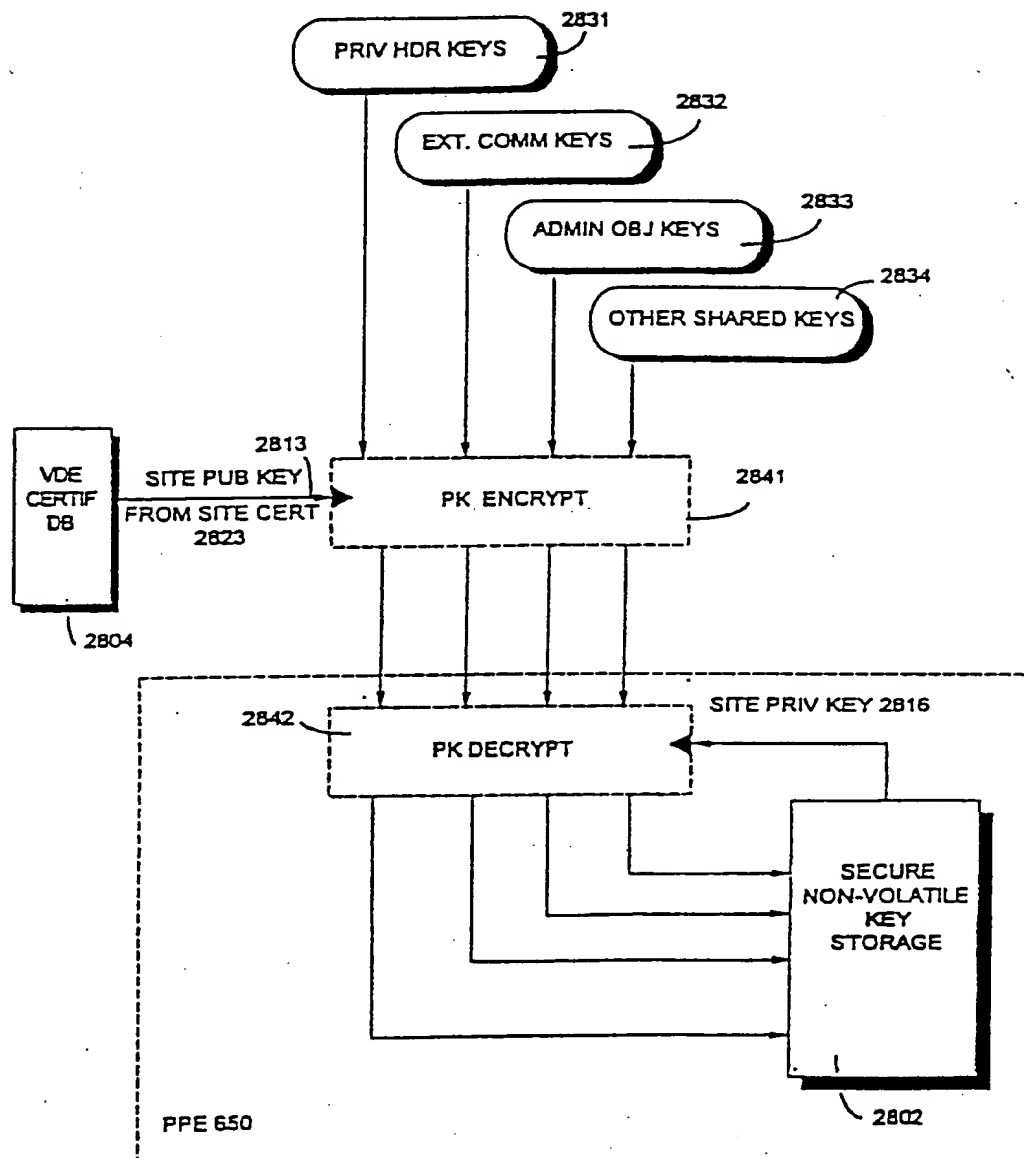 2831
PRIV HDR KEYS
2832
EXT. COMM KEYS
2833
ADMIN OBJ KEYS
2834
OTHER SHARED KEYS
VDE
CERTIF
DB
2804
2813
SITE PUB KEY
FROM SITE CERT
2823
PK ENCRYPT
2841
2842
PK DECRYPT
SITE PRIV KEY 2816
SECURE
NON-VOLATILE
KEY
STORAGE
2802
PPE 650